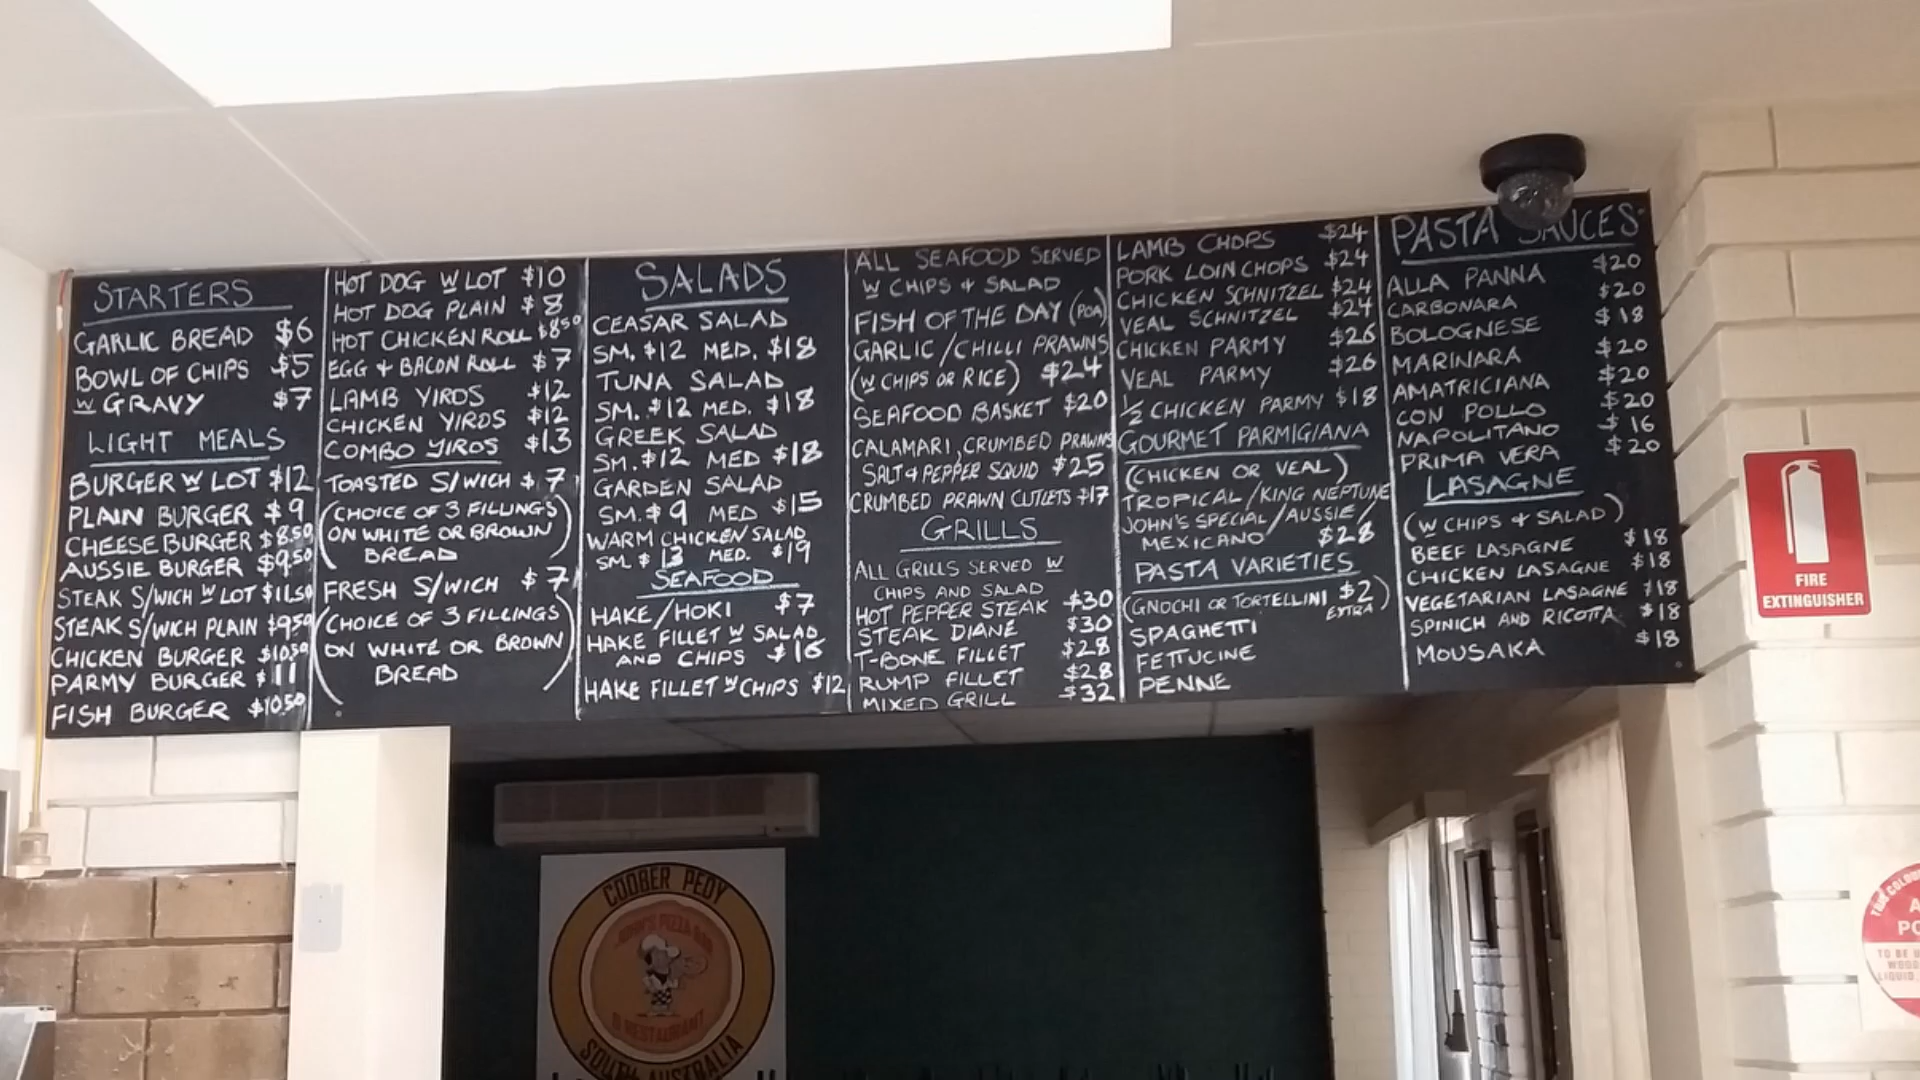 STARTERS
GARLIC BREAD $6
BOWL OF CHIPS $5
W GRAVY $7
LIGHT MEALS
BURGER W LOT $12
PLAIN BURGER $9
CHEESE BURGER $8.50
AUSSIE BURGER $9.50
STEAK S/WICH W LOT $11.50
STEAK S/WICH PLAIN $9.50
CHICKEN BURGER $10.50
PARMY BURGER $11
FISH BURGER $10.50
HOT DOG W LOT $10
HOT DOG PLAIN $8
HOT CHICKEN ROLL $8.50
EGG + BACON ROLL $7
LAMB YIROS $12
CHICKEN YIROS $12
COMBO YIROS $13
TOASTED S/WICH $7
(CHOICE OF 3 FILLINGS
ON WHITE OR BROWN
BREAD)
FRESH S/WICH $7
(CHOICE OF 3 FILLINGS
ON WHITE OR BROWN
BREAD)
SALADS
CEASAR SALAD
SM. $12 MED. $18
TUNA SALAD
SM. $12 MED. $18
GREEK SALAD
SM. $12 MED $18
GARDEN SALAD
SM. $9 MED $15
WARM CHICKEN SALAD
SM. $13 MED. $19
SEAFOOD
HAKE/HOKI $7
HAKE FILLET W SALAD
AND CHIPS $16
HAKE FILLET W CHIPS $12
ALL SEAFOOD SERVED
W CHIPS + SALAD
FISH OF THE DAY (POA)
GARLIC/CHILLI PRAWNS
(W CHIPS OR RICE) $24
SEAFOOD BASKET $20
CALAMARI, CRUMBED PRAWNS
SALT & PEPPER SQUID $25
CRUMBED PRAWN CUTLETS $17
GRILLS
ALL GRILLS SERVED W
CHIPS AND SALAD
HOT PEPPER STEAK $30
STEAK DIANE $30
T-BONE FILLET $28
RUMP FILLET $28
MIXED GRILL $32
LAMB CHOPS $24
PORK LOIN CHOPS $24
CHICKEN SCHNITZEL $24
VEAL SCHNITZEL $24
CHICKEN PARMY $26
VEAL PARMY $26
½ CHICKEN PARMY $18
GOURMET PARMIGIANA
(CHICKEN OR VEAL)
TROPICAL/KING NEPTUNE
JOHN'S SPECIAL/AUSSIE/
MEXICANO $28
PASTA VARIETIES
(GNOCHI OR TORTELLINI $2
EXTRA)
SPAGHETTI
FETTUCINE
PENNE
PASTA SAUCES
ALLA PANNA $20
CARBONARA $20
BOLOGNESE $18
MARINARA $20
AMATRICIANA $20
CON POLLO $20
NAPOLITANO $16
PRIMA VERA $20
LASAGNE
(W CHIPS + SALAD)
BEEF LASAGNE $18
CHICKEN LASAGNE $18
VEGETARIAN LASAGNE $18
SPINICH AND RICOTTA $18
MOUSAKA $18
FIRE
EXTINGUISHER
COOBER PEDY
JOHN'S PIZZA BAR
& RESTAURANT
SOUTH AUSTRALIA
TO BE